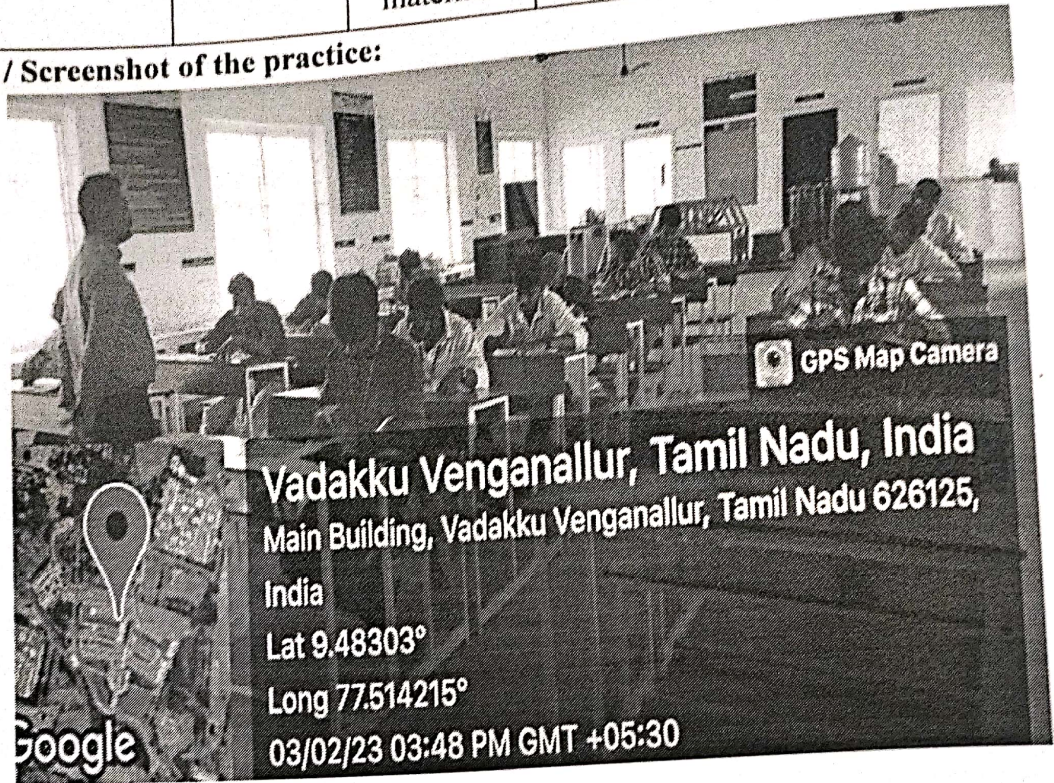 / Screenshot of the practice:
GPS Map Camera
Vadakku Venganallur, Tamil Nadu, India
Main Building, Vadakku Venganallur, Tamil Nadu 626125,
India
Lat 9.48303°
Long 77.514215°
03/02/23 03:48 PM GMT +05:30
Google